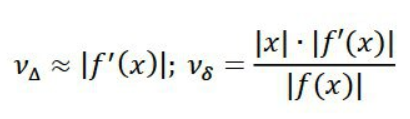 ν_Δ ≈ |f′(x)|; ν_δ = |x| · |f′(x)| / |f(x)|